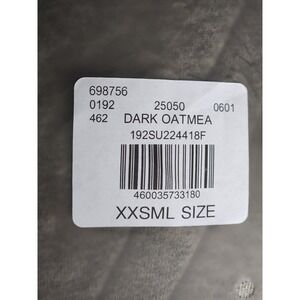 698756
0192 25050 0601
462 DARK OATMEA
192SU224418F
460035733180
XXSML SIZE